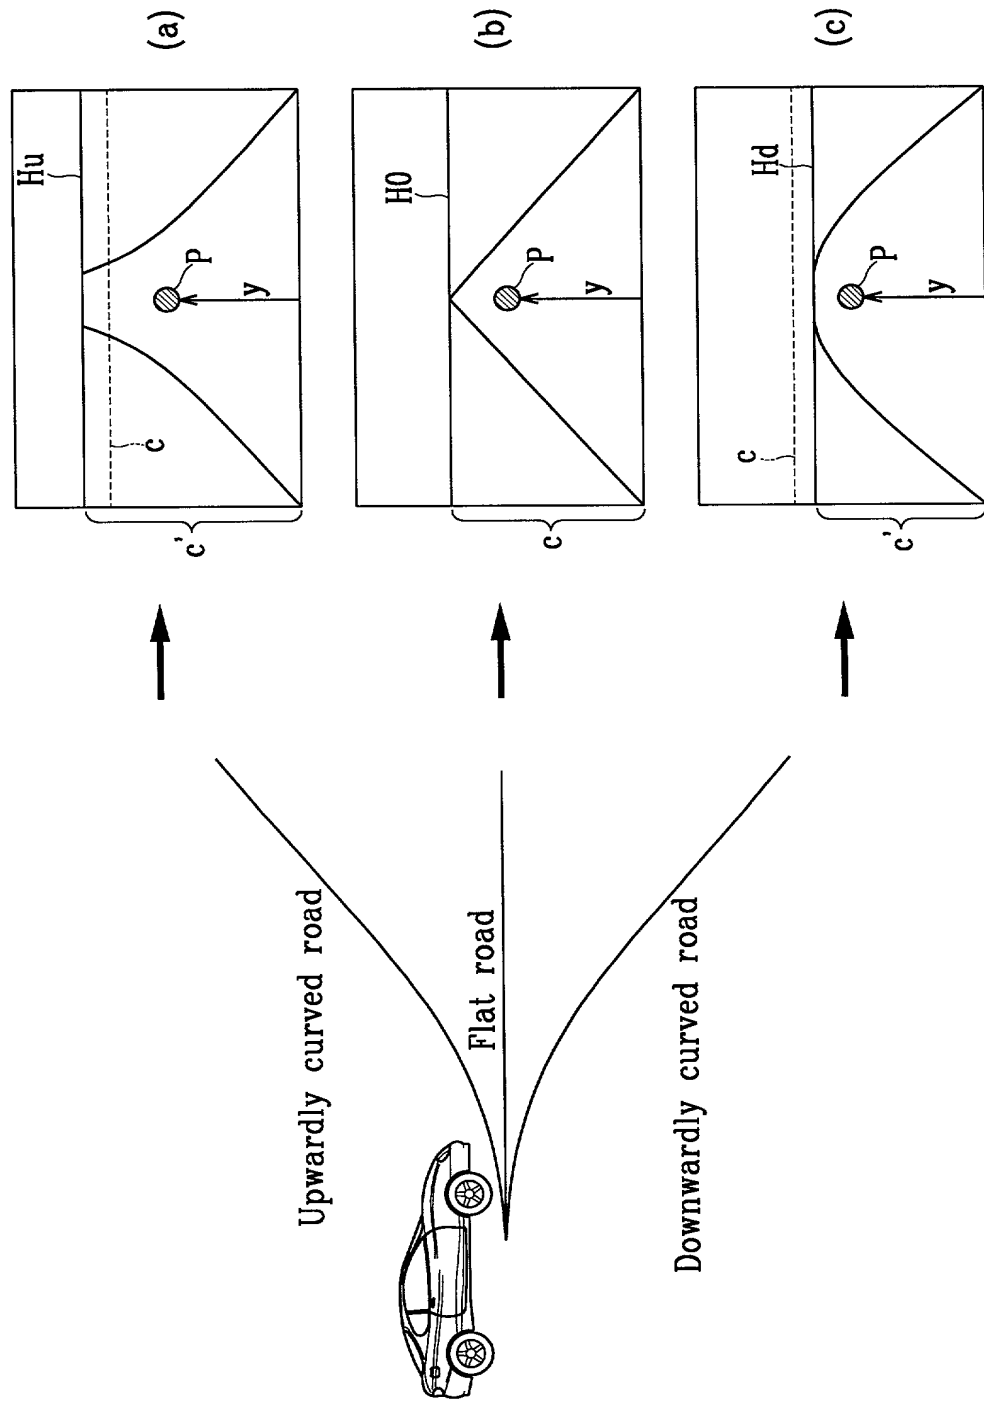 Upwardly curved road
Flat road
Downwardly curved road
Hu
c
c'
P
y
(a)
H0
c
P
y
(b)
Hd
c
c'
P
y
(c)